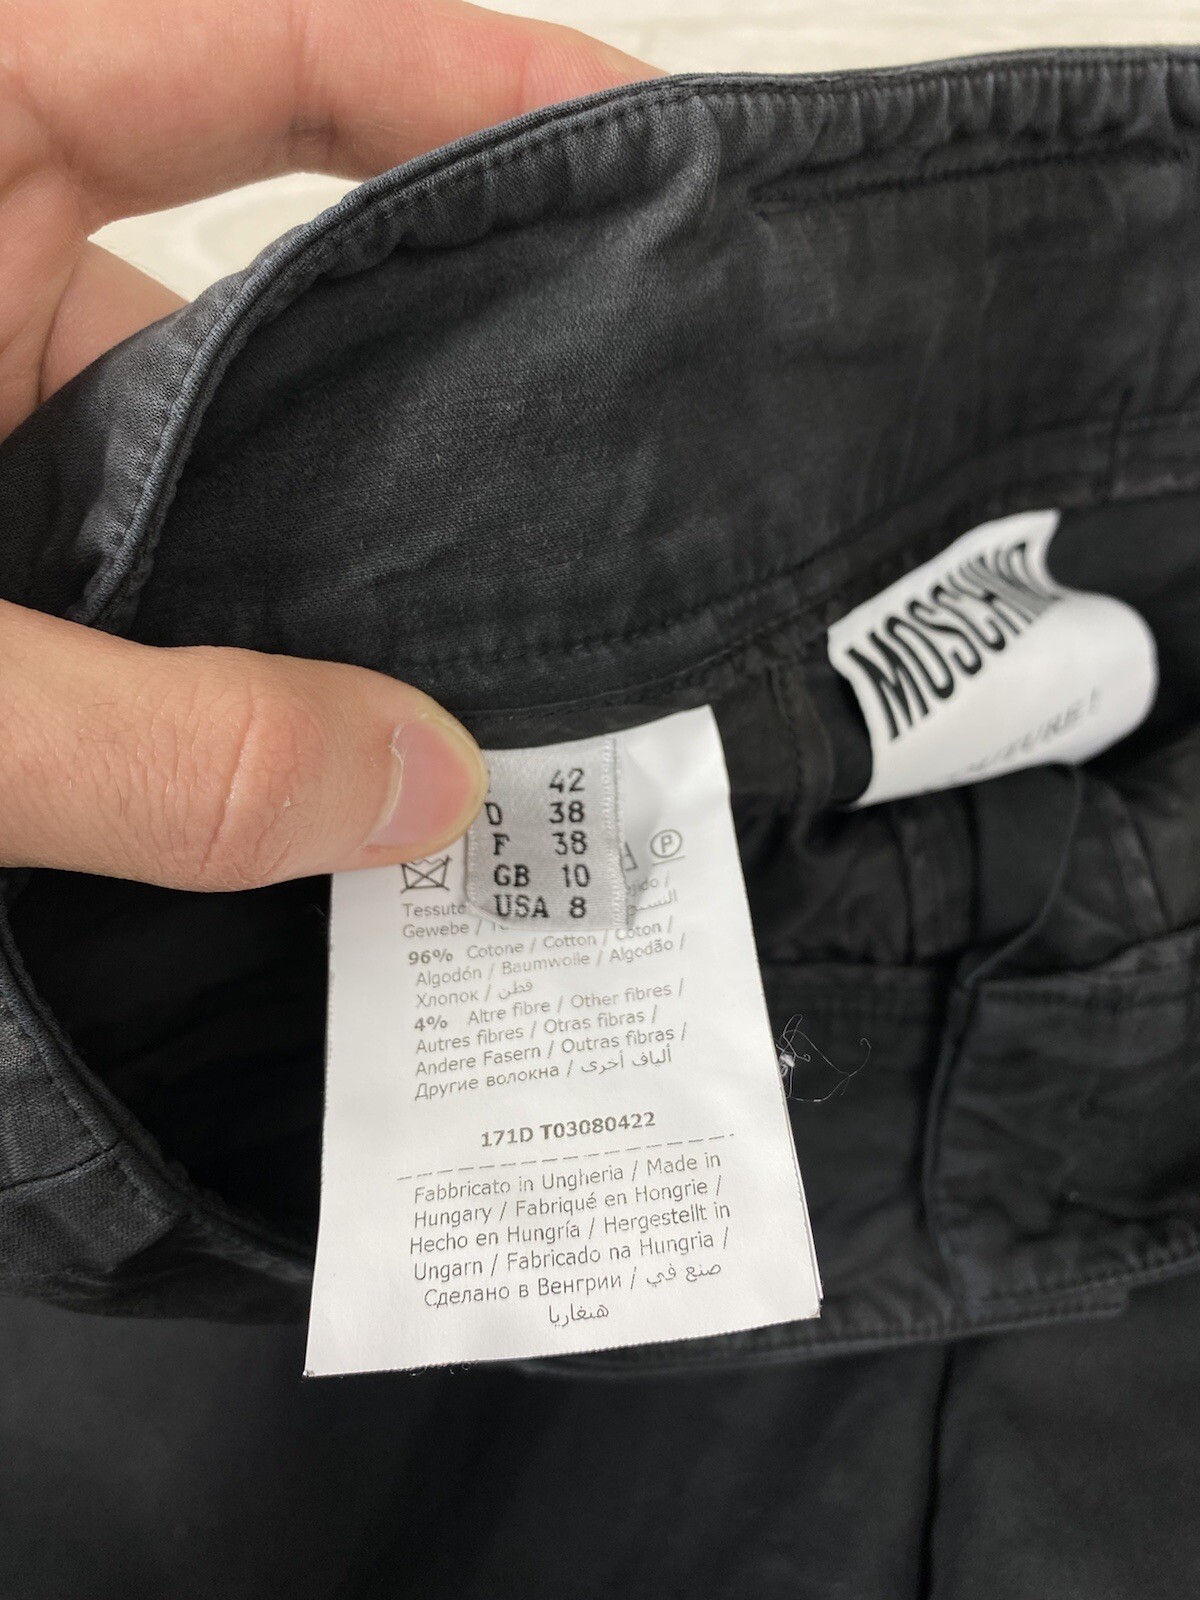 MOSCHINO
42
D 38
F 38
GB 10
USA 8
P
Tessuto
Gewebe /
96% Cotone / Cotton / Coton /
Algodón / Baumwolle / Algodão /
Хлопок / قطن
4% Altre fibre / Other fibres /
Autres fibres / Otras fibras /
Andere Fasern / Outras fibras /
Другие волокна / ألياف أخرى
171D T03080422
Fabbricato in Ungheria / Made in
Hungary / Fabriqué en Hongrie /
Hecho en Hungría / Hergestellt in
Ungarn / Fabricado na Hungria /
Сделано в Венгрии / صنع في
هنغاريا